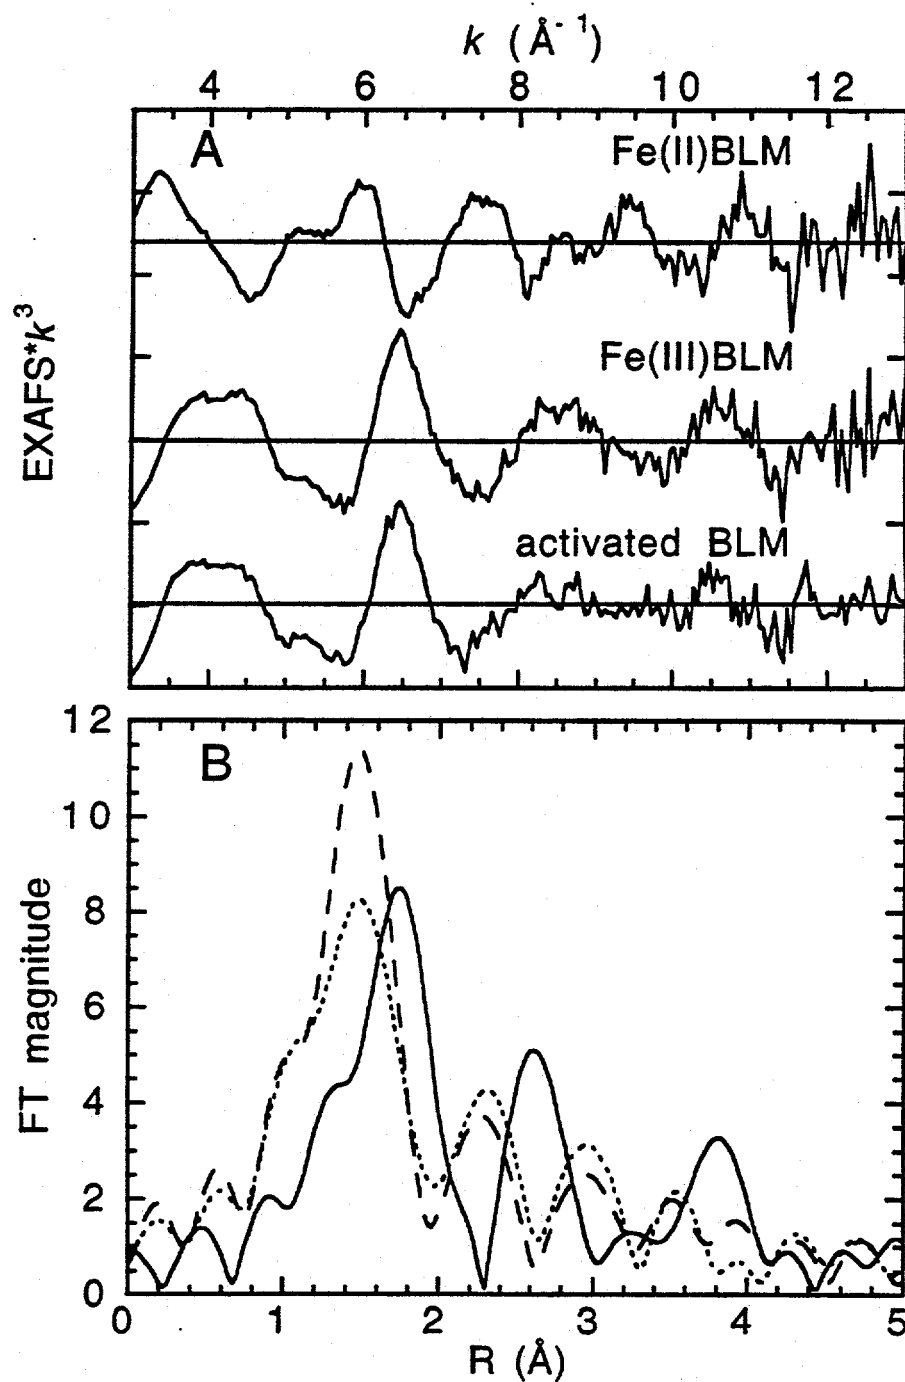 k (Å⁻¹)
4 6 8 10 12
A
Fe(II)BLM
Fe(III)BLM
activated BLM
EXAFS*k³
B
12
10
8
6
4
2
0
FT magnitude
0 1 2 3 4 5
R (Å)